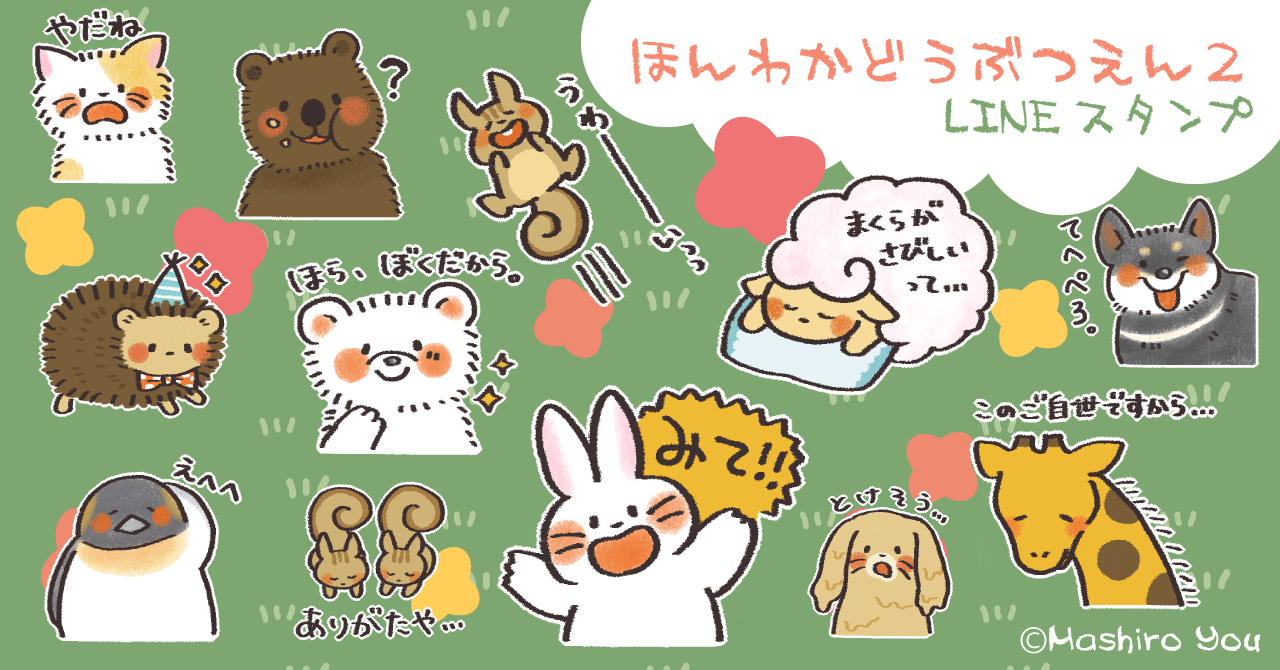 ほんわかどうぶつえん2
LINEスタンプ
やだね
?
うわーーいっっ
まくらが
さびしい
って…
てへぺろ。
ほら、ぼくだから。
みて!!
このご自世ですから…
えへへ
ありがたや…
とけそう…
©Mashiro You